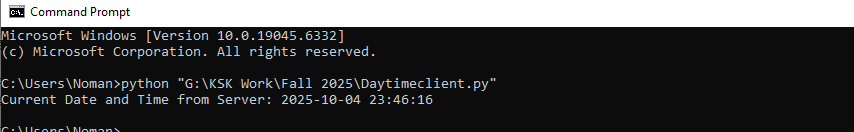 Command Prompt
Microsoft Windows [Version 10.0.19045.6332]
(c) Microsoft Corporation. All rights reserved.
C:\Users\Noman>python "G:\KSK Work\Fall 2025\Daytimeclient.py"
Current Date and Time from Server: 2025-10-04 23:46:16
C:\Users\Noman>